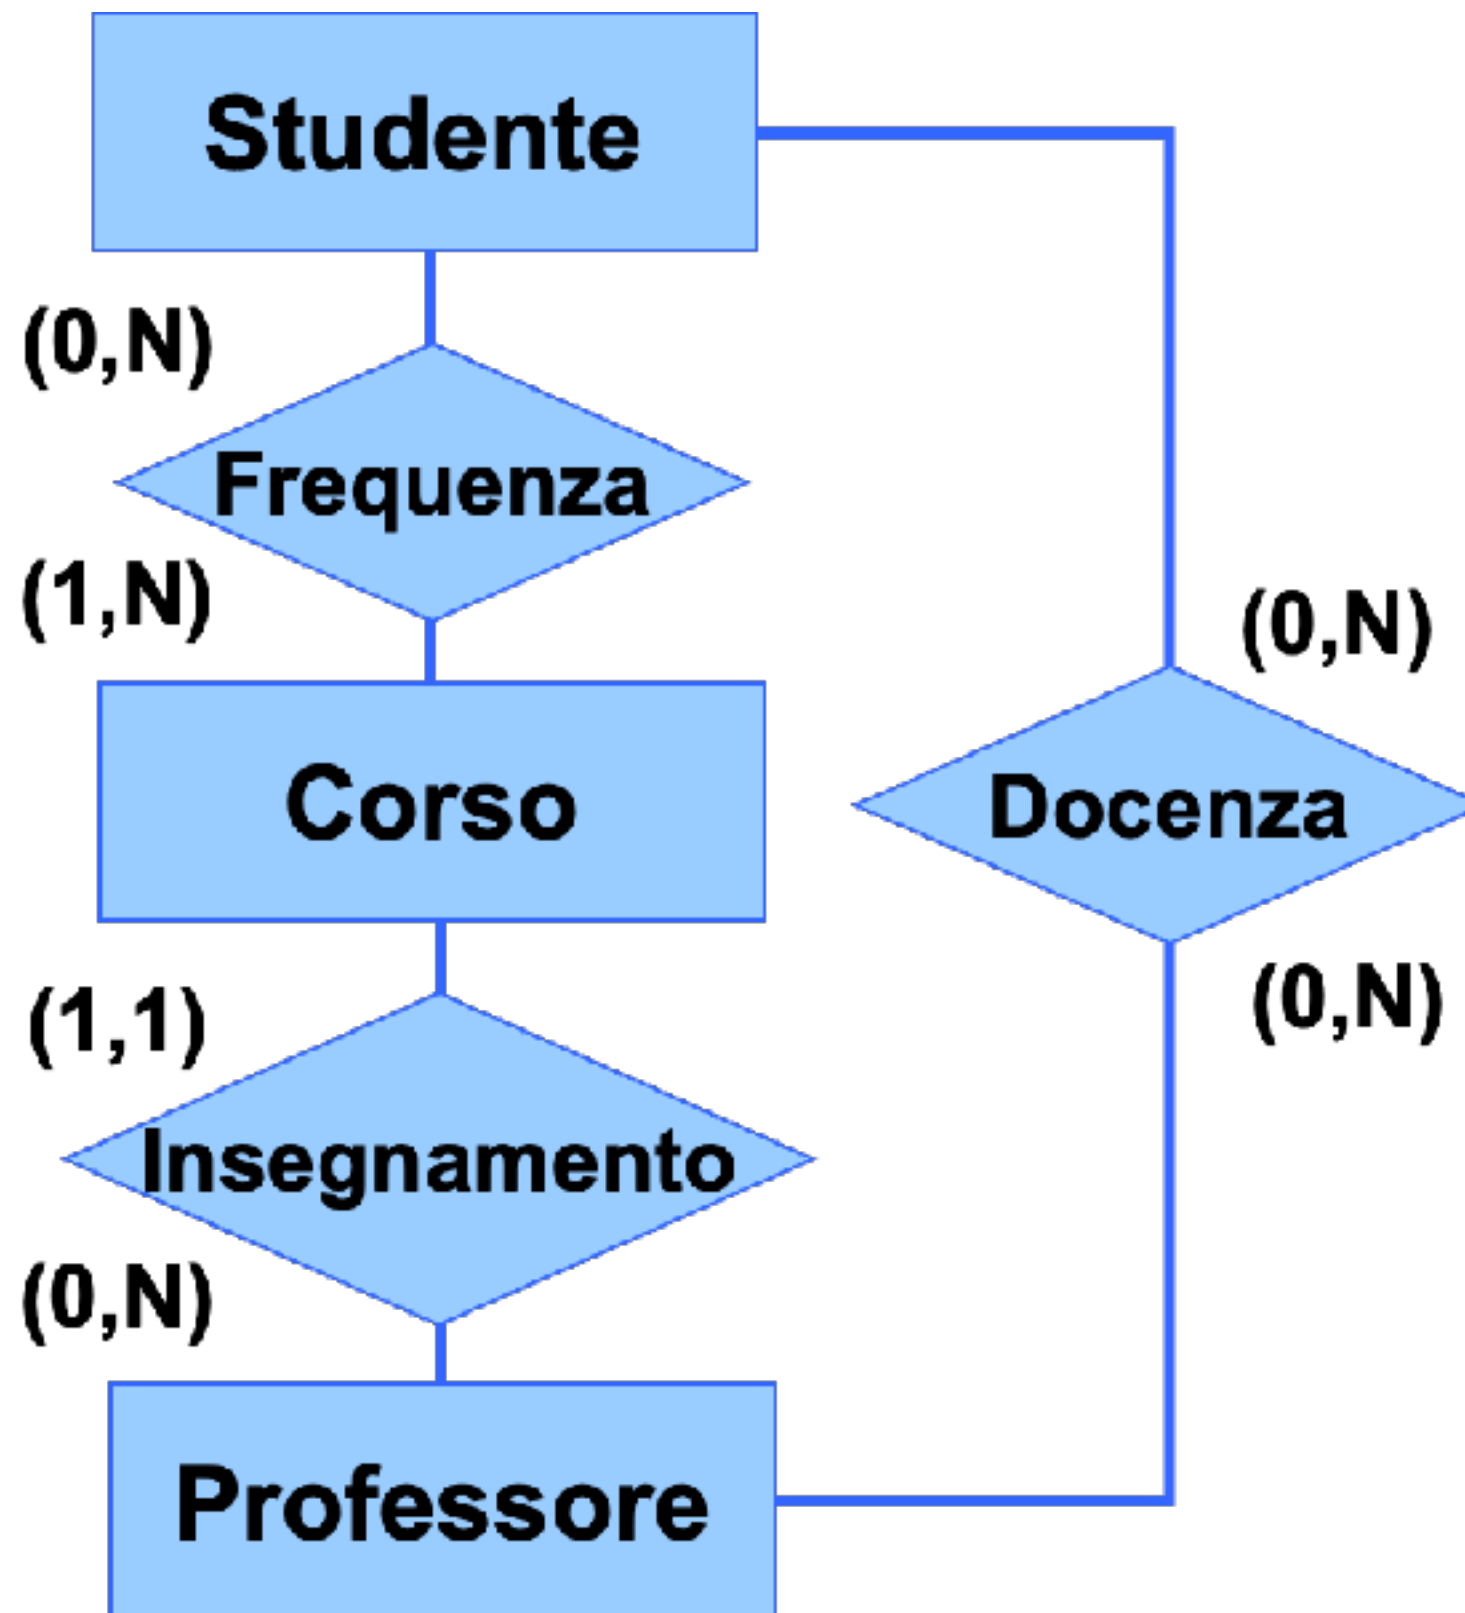 Studente
(0,N)
Frequenza
(1,N)
(0,N)
Corso
Docenza
(1,1)
(0,N)
Insegnamento
(0,N)
Professore